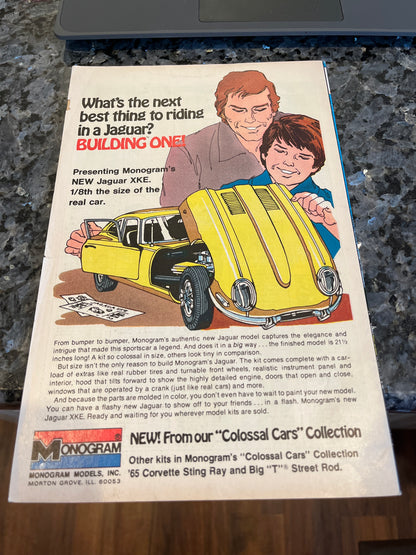 What's the next
best thing to riding
in a Jaguar?
BUILDING ONE!
Presenting Monogram's
NEW Jaguar XKE.
1/8th the size of the
real car.
From bumper to bumper, Monogram's authentic new Jaguar model captures the elegance and
intrigue that made this sportscar a legend. And does it in a big way . . . the finished model is 21½
inches long! A kit so colossal in size, others look tiny in comparison.
But size isn't the only reason to build Monogram's Jaguar. The kit comes complete with a car-
load of extras like real rubber tires and turnable front wheels, realistic instrument panel and
interior, hood that tilts forward to show the highly detailed engine, doors that open and close,
windows that are operated by a crank (just like real cars) and more.
And because the parts are molded in color, you don't even have to wait to paint your new model.
You can have a flashy new Jaguar to show off to your friends . . . in a flash. Monogram's new
Jaguar XKE. Ready and waiting for you wherever model kits are sold.
MONOGRAM
MONOGRAM MODELS, INC.
MORTON GROVE, ILL. 60053
NEW! From our "Colossal Cars" Collection
Other kits in Monogram's "Colossal Cars" Collection
'65 Corvette Sting Ray and Big "T"® Street Rod.